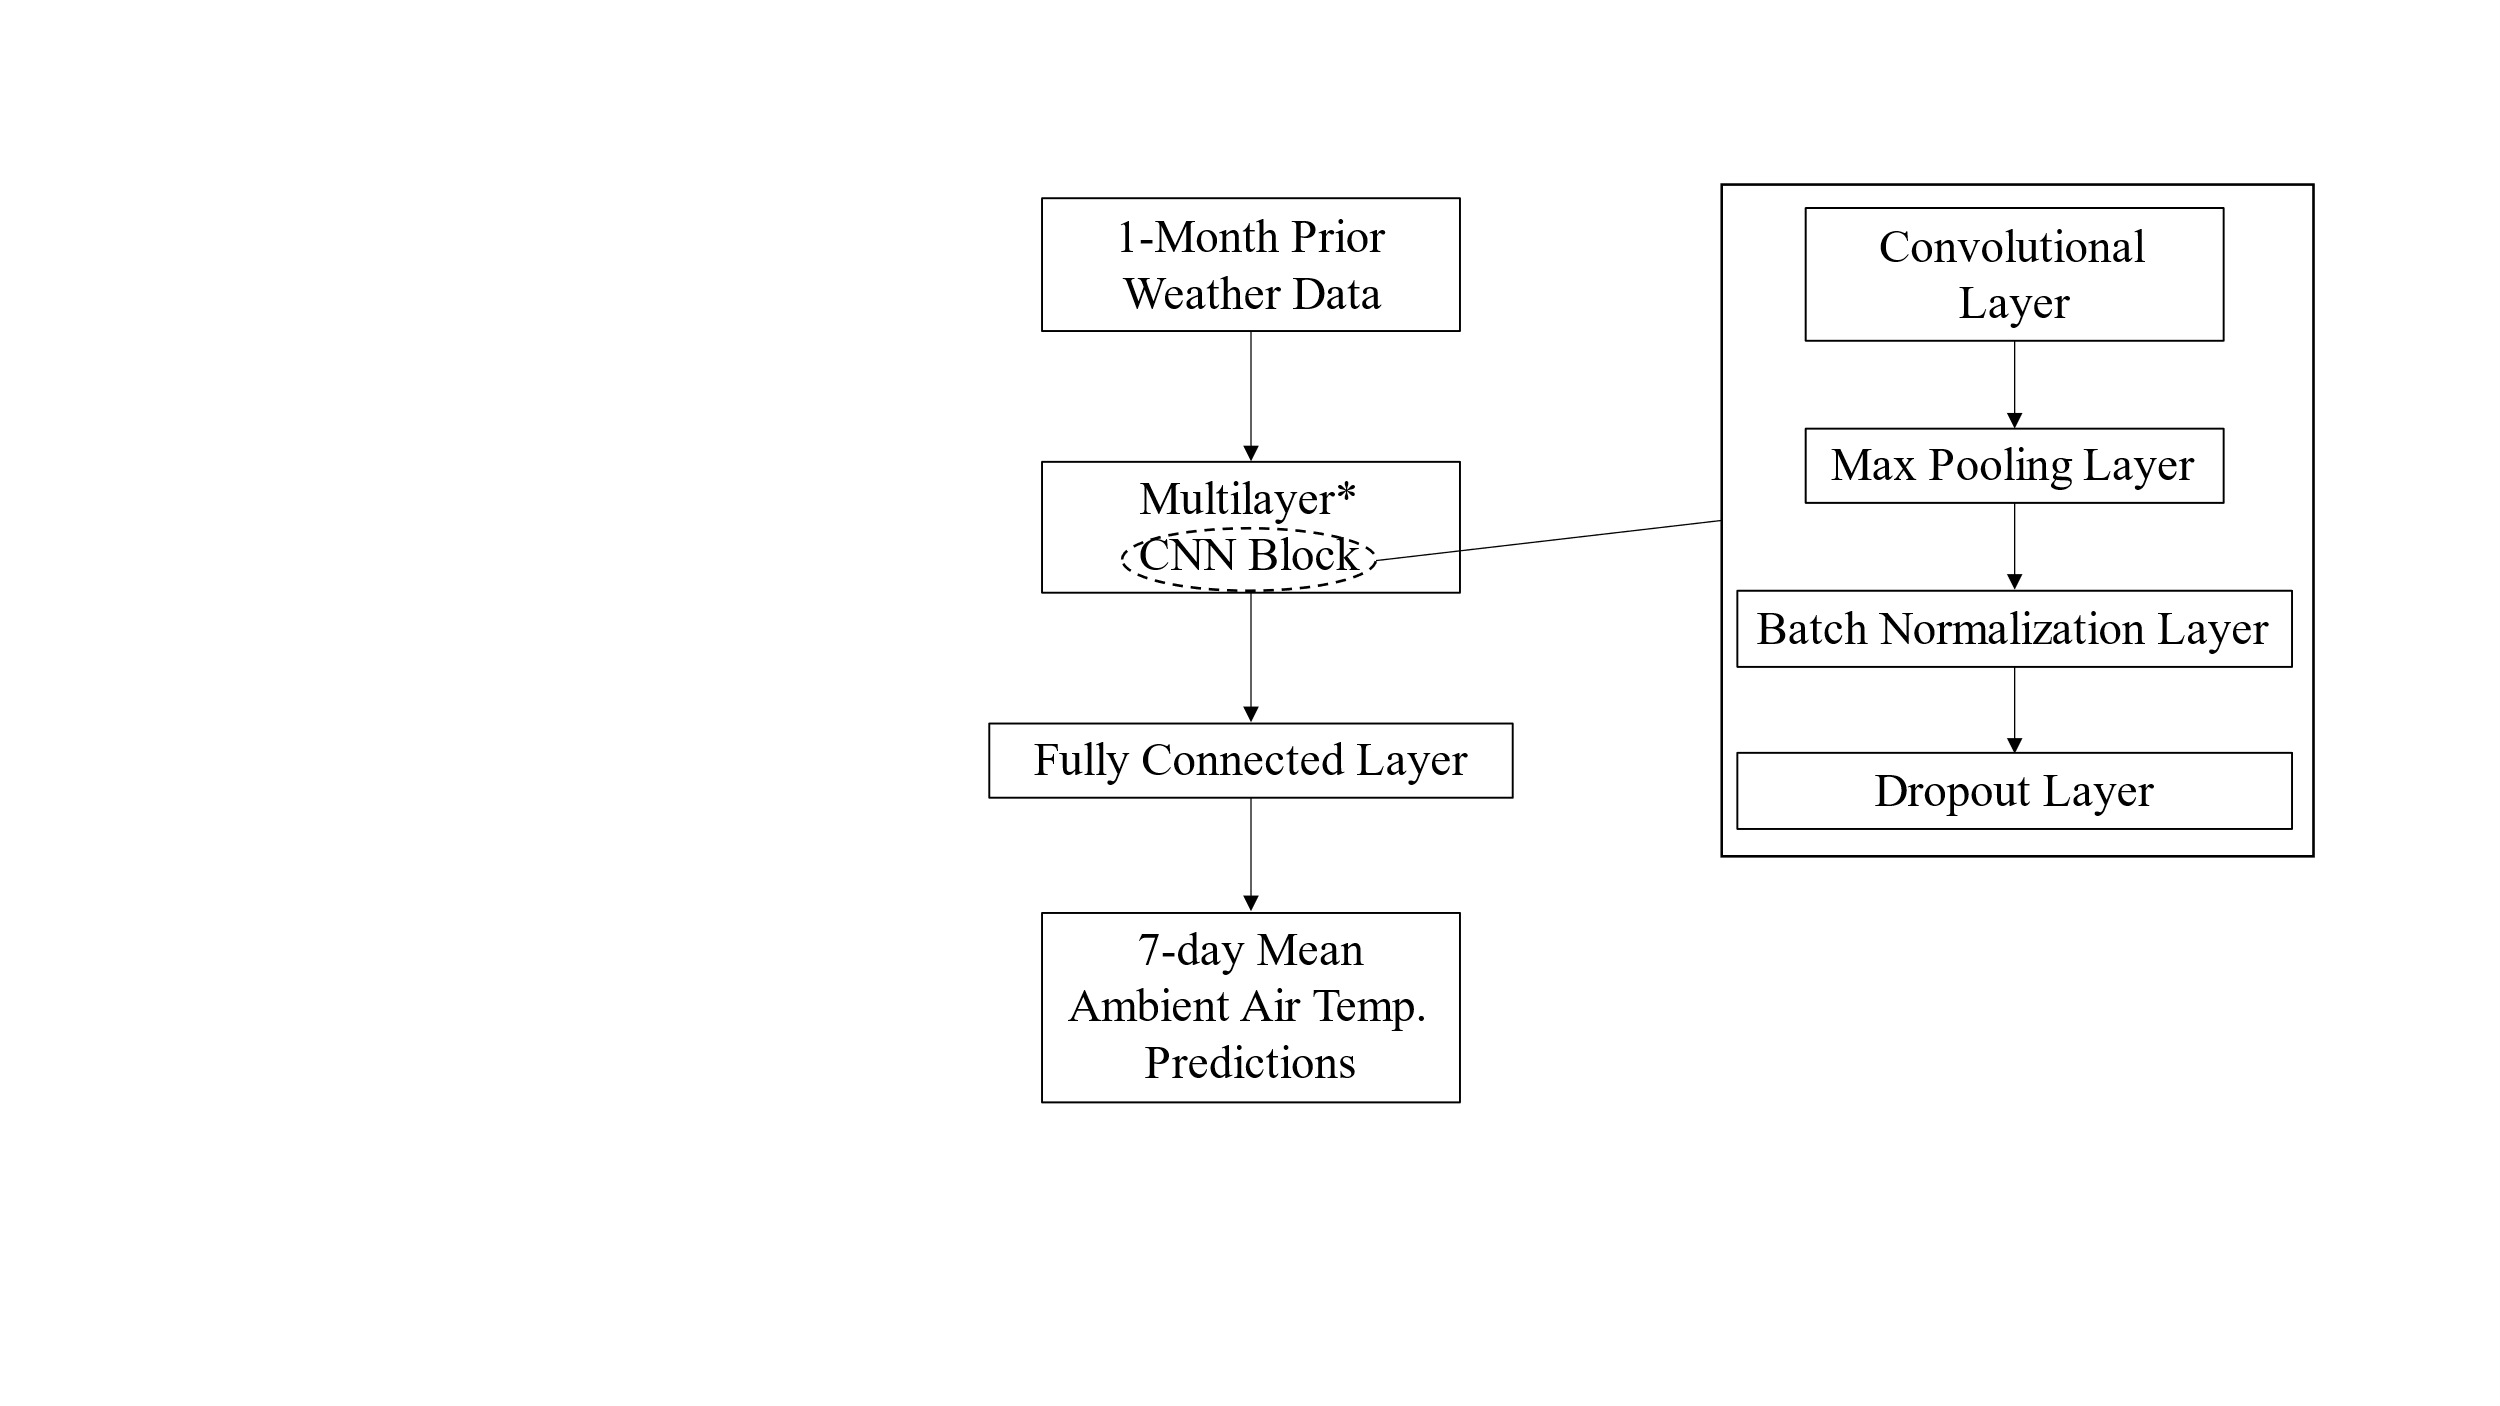 1-Month Prior
Weather Data
Multilayer*
CNN Block
Fully Connected Layer
7-day Mean
Ambient Air Temp.
Predictions
Convolutional
Layer
Max Pooling Layer
Batch Normalization Layer
Dropout Layer